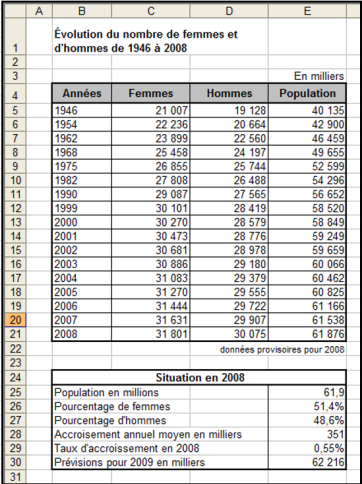 A B C D E
1 Évolution du nombre de femmes et
d'hommes de 1946 à 2008
2
3 En milliers
4 Années Femmes Hommes Population
5 1946 21 007 19 128 40 135
6 1954 22 236 20 664 42 900
7 1962 23 899 22 560 46 459
8 1968 25 458 24 197 49 655
9 1975 26 855 25 744 52 599
10 1982 27 808 26 488 54 296
11 1990 29 087 27 565 56 652
12 1999 30 101 28 419 58 520
13 2000 30 270 28 579 58 849
14 2001 30 473 28 776 59 249
15 2002 30 681 28 978 59 659
16 2003 30 886 29 180 60 066
17 2004 31 083 29 379 60 462
18 2005 31 270 29 555 60 825
19 2006 31 444 29 722 61 166
20 2007 31 631 29 907 61 538
21 2008 31 801 30 075 61 876
22 données provisoires pour 2008
23
24 Situation en 2008
25 Population en millions 61,9
26 Pourcentage de femmes 51,4%
27 Pourcentage d'hommes 48,6%
28 Accroisement annuel moyen en milliers 351
29 Taux d'accroissement en 2008 0,55%
30 Prévisions pour 2009 en milliers 62 216
31